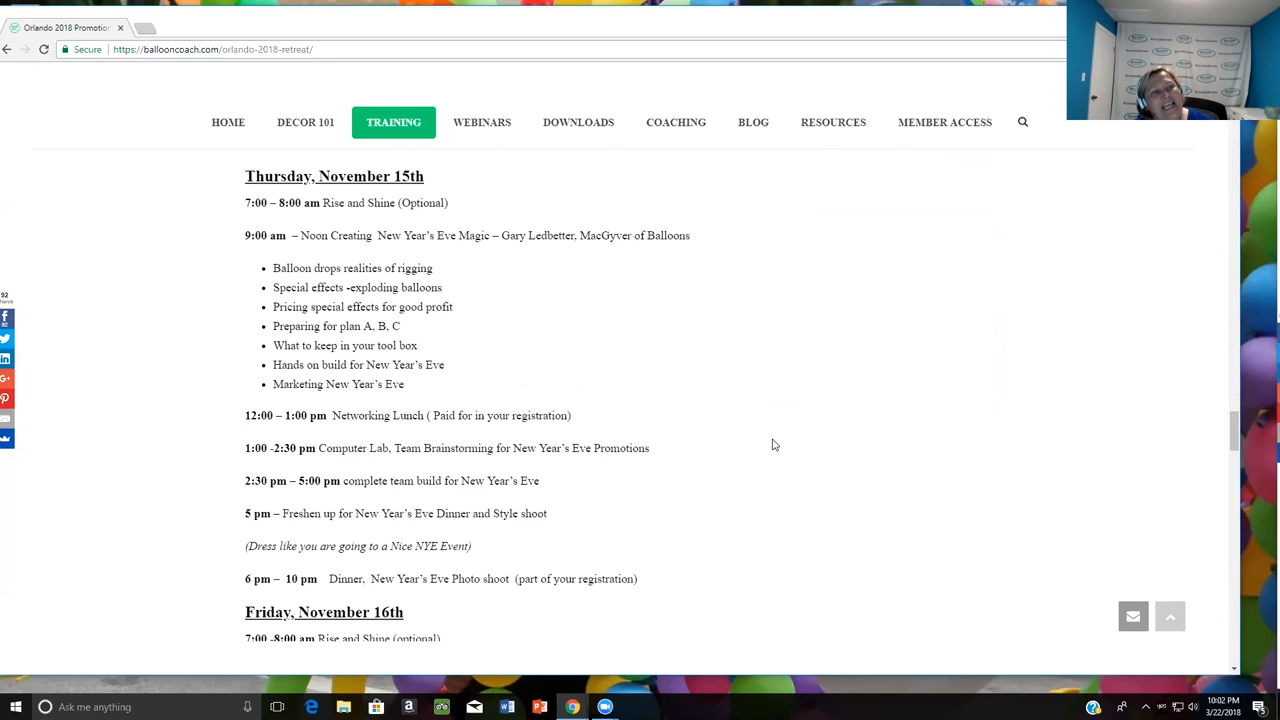 Orlando 2018 Promotion
Secure https://ballooncoach.com/orlando-2018-retreat/
HOME DECOR 101 TRAINING WEBINARS DOWNLOADS COACHING BLOG RESOURCES MEMBER ACCESS
Thursday, November 15th
7:00 – 8:00 am Rise and Shine (Optional)
9:00 am – Noon Creating New Year’s Eve Magic – Gary Ledbetter, MacGyver of Balloons
Balloon drops realities of rigging
Special effects -exploding balloons
92
Pricing special effects for good profit
Preparing for plan A, B, C
What to keep in your tool box
Hands on build for New Year’s Eve
Marketing New Year’s Eve
12:00 – 1:00 pm Networking Lunch ( Paid for in your registration)
1:00 -2:30 pm Computer Lab, Team Brainstorming for New Year’s Eve Promotions
2:30 pm – 5:00 pm complete team build for New Year’s Eve
5 pm – Freshen up for New Year’s Eve Dinner and Style shoot
(Dress like you are going to a Nice NYE Event)
6 pm – 10 pm Dinner, New Year’s Eve Photo shoot (part of your registration)
Friday, November 16th
7:00 -8:00 am Rise and Shine (optional)
Ask me anything
10:02 PM
3/22/2018